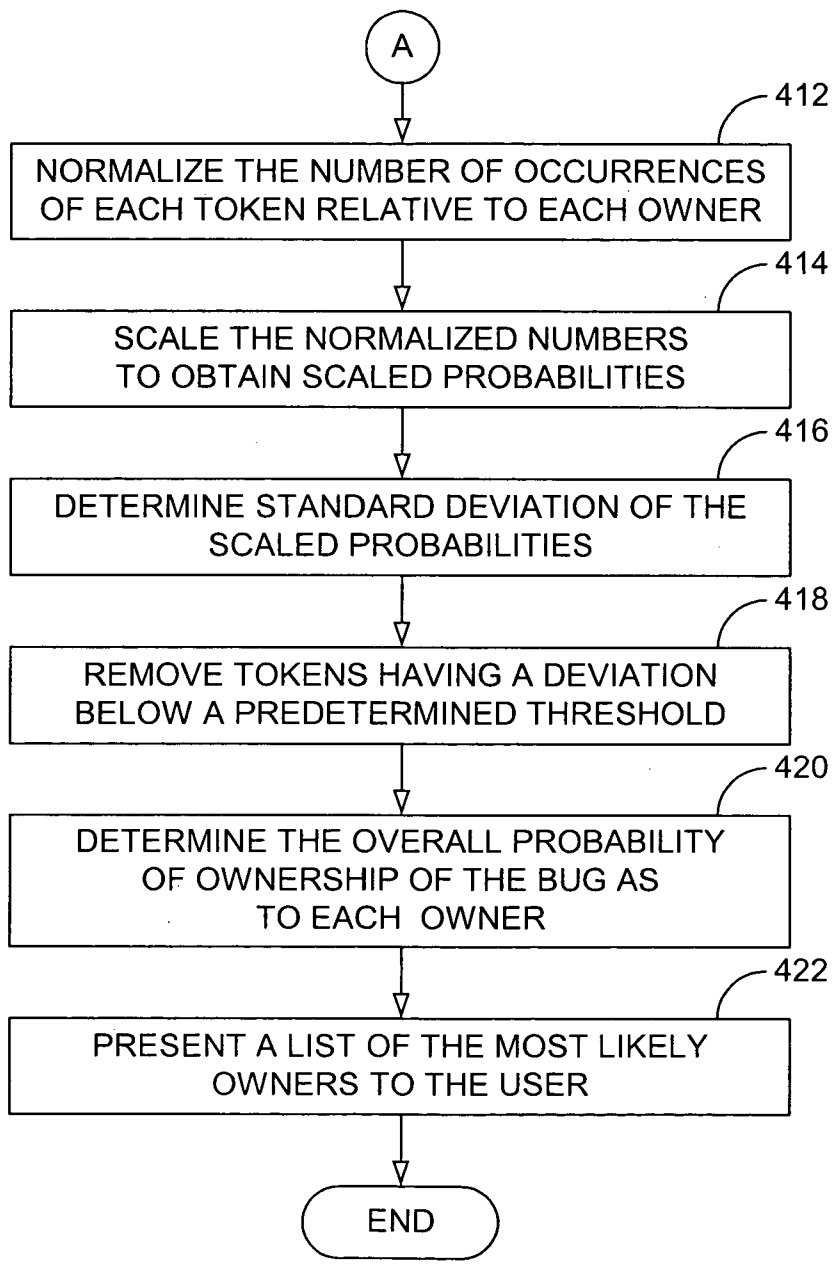 A
412
NORMALIZE THE NUMBER OF OCCURRENCES
OF EACH TOKEN RELATIVE TO EACH OWNER
414
SCALE THE NORMALIZED NUMBERS
TO OBTAIN SCALED PROBABILITIES
416
DETERMINE STANDARD DEVIATION OF THE
SCALED PROBABILITIES
418
REMOVE TOKENS HAVING A DEVIATION
BELOW A PREDETERMINED THRESHOLD
420
DETERMINE THE OVERALL PROBABILITY
OF OWNERSHIP OF THE BUG AS
TO EACH OWNER
422
PRESENT A LIST OF THE MOST LIKELY
OWNERS TO THE USER
END